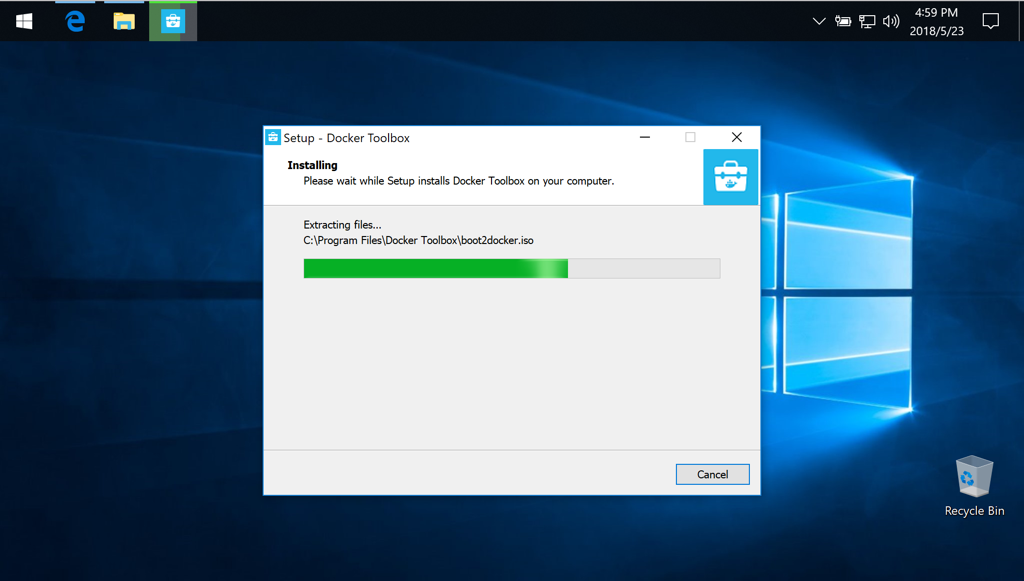 4:59 PM
2018/5/23
Setup - Docker Toolbox
Installing
Please wait while Setup installs Docker Toolbox on your computer.
Extracting files...
C:\Program Files\Docker Toolbox\boot2docker.iso
Cancel
Recycle Bin